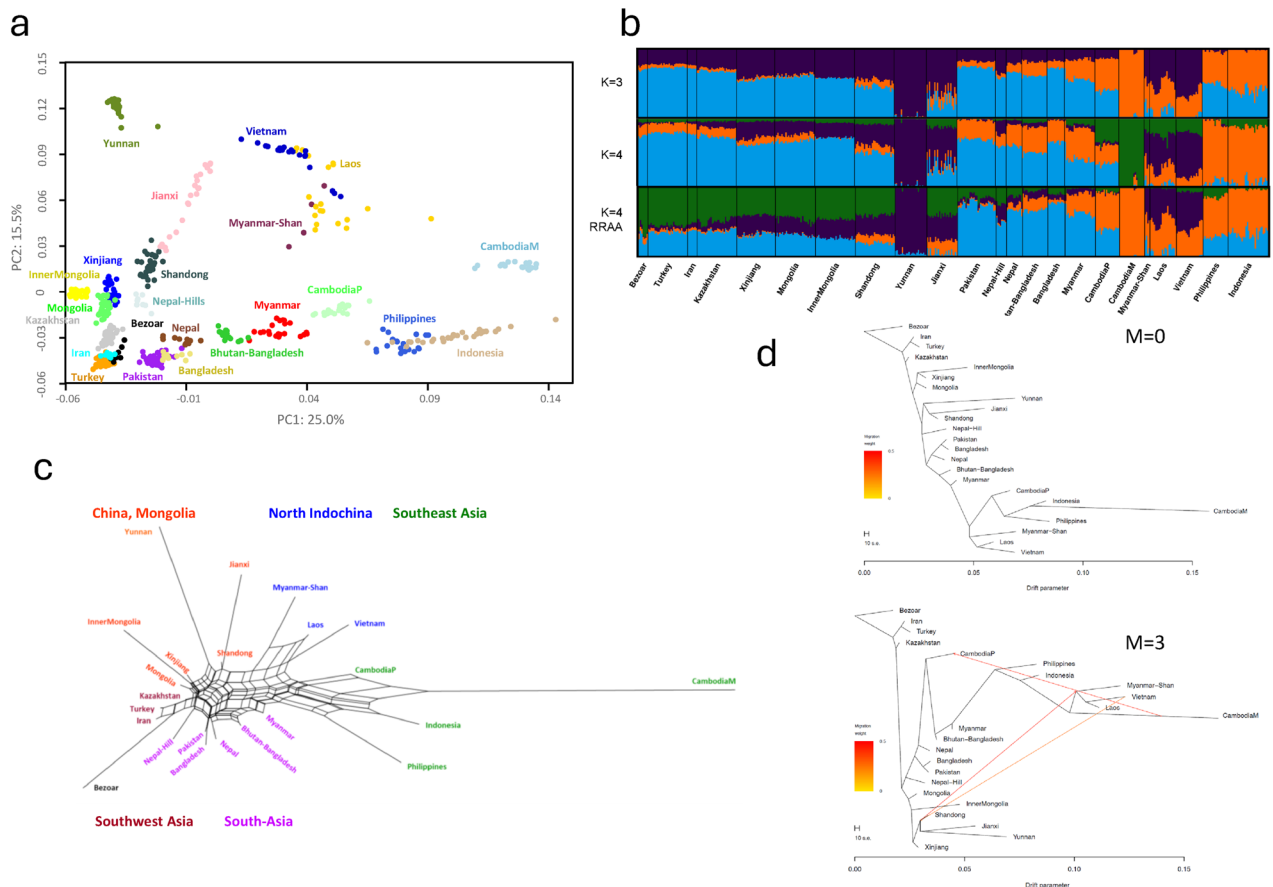 a
0.15
0.12
0.09
0.06
0.03
0
-0.03
-0.06
PC2: 15.5%
-0.06
-0.01
0.04
0.09
0.14
PC1: 25.0%
Yunnan
Vietnam
Laos
Jianxi
Myanmar-Shan
CambodiaM
Xinjiang
InnerMongolia
Shandong
Nepal-Hills
Mongolia
CambodiaP
Myanmar
Kazakhstan
Bezoar
Nepal
Philippines
Iran
Bhutan-Bangladesh
Indonesia
Turkey
Pakistan
Bangladesh
b
K=3
K=4
K=4
RRAA
Bezoar
Turkey
Iran
Kazakhstan
Xinjiang
Mongolia
InnerMongolia
Shandong
Yunnan
Jianxi
Pakistan
Nepal-Hill
Nepal
tan-Bangladesh
Bangladesh
Myanmar
CambodiaP
CambodiaM
Myanmar-Shan
Laos
Vietnam
Philippines
Indonesia
c
China, Mongolia
North Indochina
Southeast Asia
Yunnan
Jianxi
Myanmar-Shan
InnerMongolia
Laos
Vietnam
Xinjiang
Shandong
Mongolia
CambodiaP
CambodiaM
Kazakhstan
Turkey
Iran
Indonesia
Nepal-Hill
Pakistan
Bangladesh
Nepal
Bhutan-Bangladesh
Myanmar
Philippines
Bezoar
Southwest Asia
South-Asia
d
M=0
Bezoar
Iran
Turkey
Kazakhstan
InnerMongolia
Xinjiang
Mongolia
Yunnan
Jianxi
Shandong
Nepal−Hill
Pakistan
Bangladesh
Nepal
Bhutan−Bangladesh
Myanmar
CambodiaP
Indonesia
CambodiaM
Philippines
Myanmar−Shan
Laos
Vietnam
Migration
weight
0.5
0
10 s.e.
0.00
0.05
0.10
0.15
Drift parameter
M=3
Bezoar
Iran
Turkey
Kazakhstan
CambodiaP
Philippines
Indonesia
Myanmar−Shan
Vietnam
Laos
CambodiaM
Myanmar
Bhutan−Bangladesh
Nepal
Bangladesh
Pakistan
Nepal−Hill
Mongolia
InnerMongolia
Shandong
Jianxi
Yunnan
Xinjiang
Migration
weight
0.5
0
10 s.e.
0.00
0.05
0.10
0.15
Drift parameter